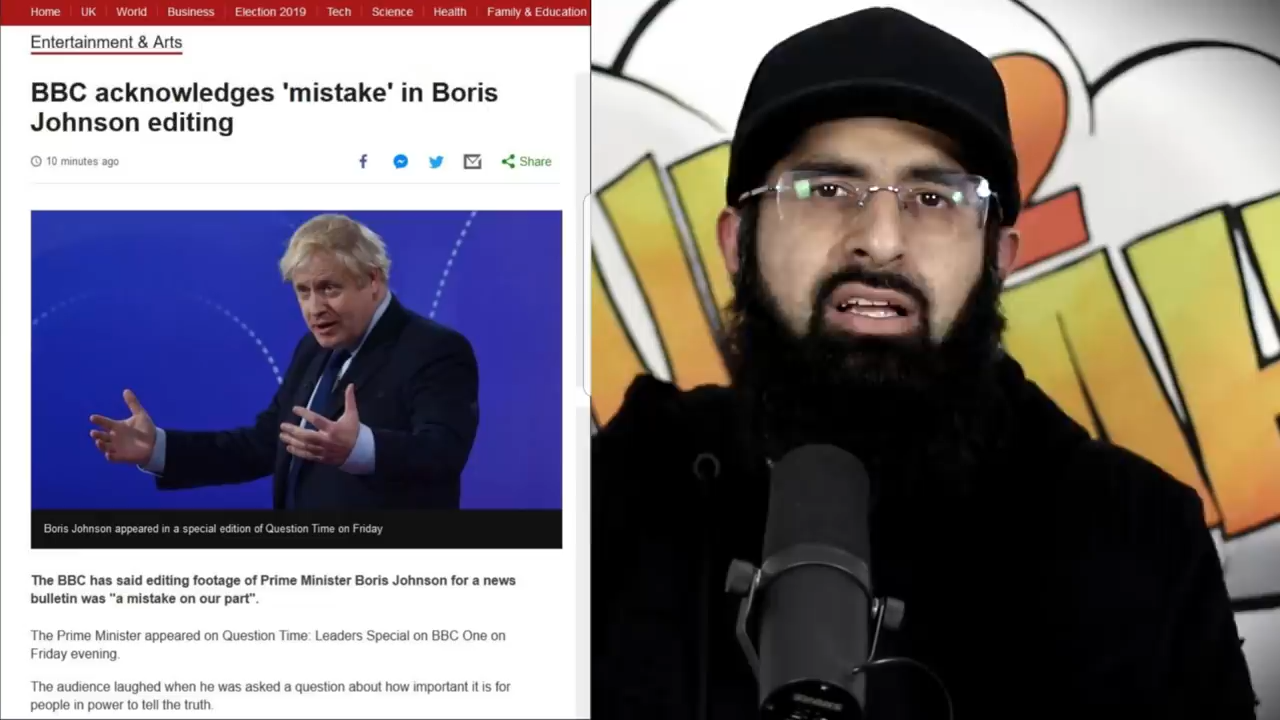 Home UK World Business Election 2019 Tech Science Health Family & Education
Entertainment & Arts
BBC acknowledges 'mistake' in Boris
Johnson editing
10 minutes ago
Share
Boris Johnson appeared in a special edition of Question Time on Friday
The BBC has said editing footage of Prime Minister Boris Johnson for a news
bulletin was "a mistake on our part".
The Prime Minister appeared on Question Time: Leaders Special on BBC One on
Friday evening.
The audience laughed when he was asked a question about how important it is for
people in power to tell the truth.
2